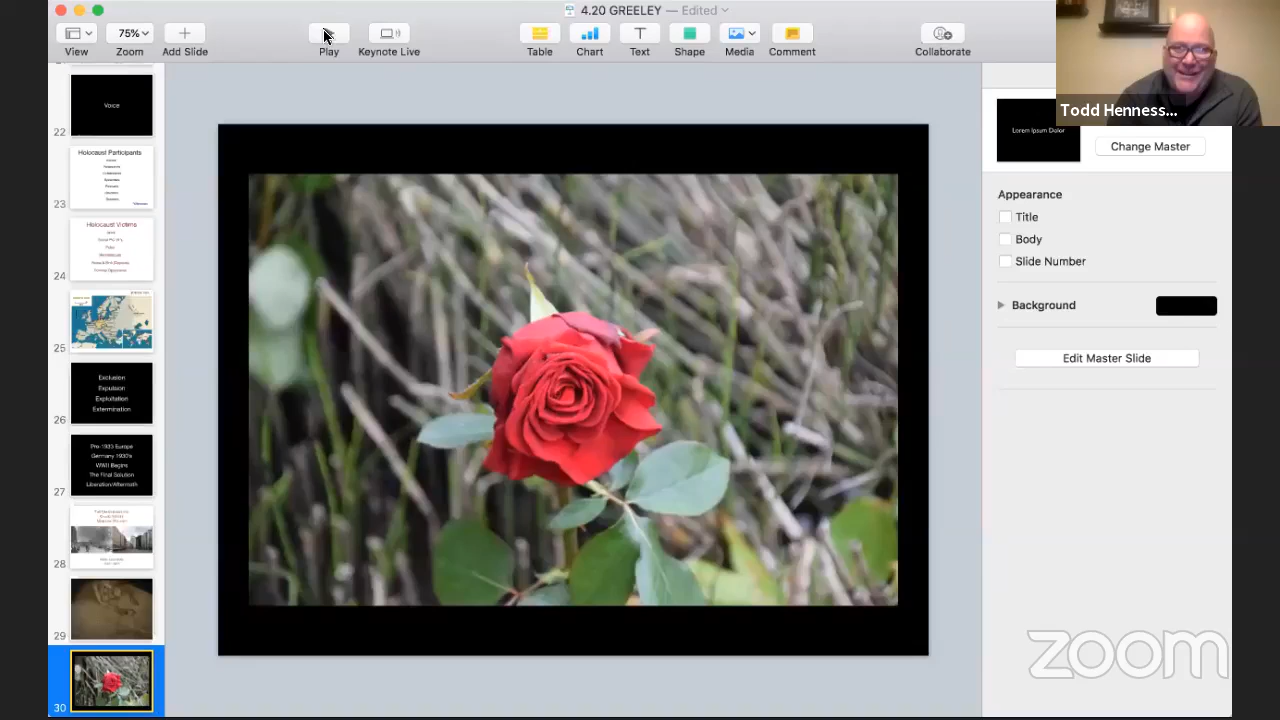 4.20 GREELEY — Edited
75%
View Zoom Add Slide Play Keynote Live Table Chart Text Shape Media Comment Collaborate
Todd Henness...
Lorem Ipsum Dolor
Change Master
Appearance
Title
Body
Slide Number
Background
Edit Master Slide
Voice
22
Holocaust Participants
23
Holocaust Victims
24
25
Exclusion
Expulsion
Exploitation
Extermination
26
Pre-1933 Europe
Germany 1930's
WWII Begins
The Final Solution
Liberation/Aftermath
27
28
29
30
zoom